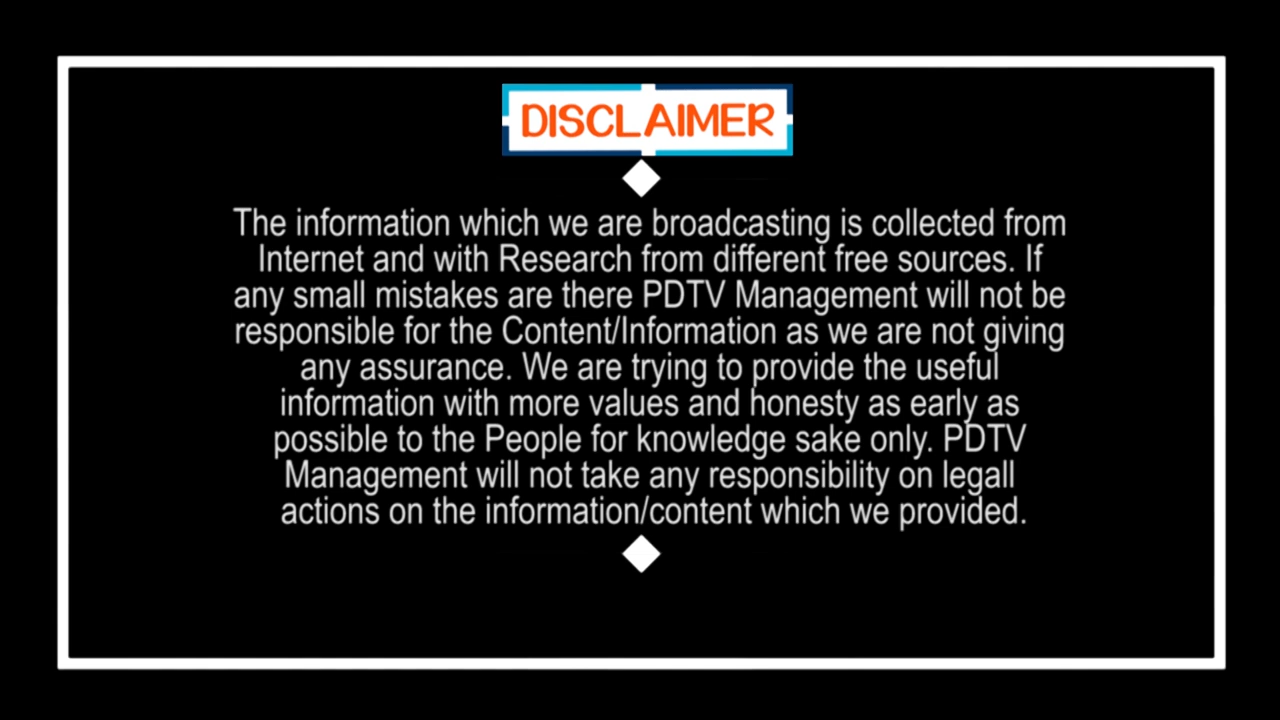 DISCLAIMER
The information which we are broadcasting is collected from
Internet and with Research from different free sources. If
any small mistakes are there PDTV Management will not be
responsible for the Content/Information as we are not giving
any assurance. We are trying to provide the useful
information with more values and honesty as early as
possible to the People for knowledge sake only. PDTV
Management will not take any responsibility on legall
actions on the information/content which we provided.